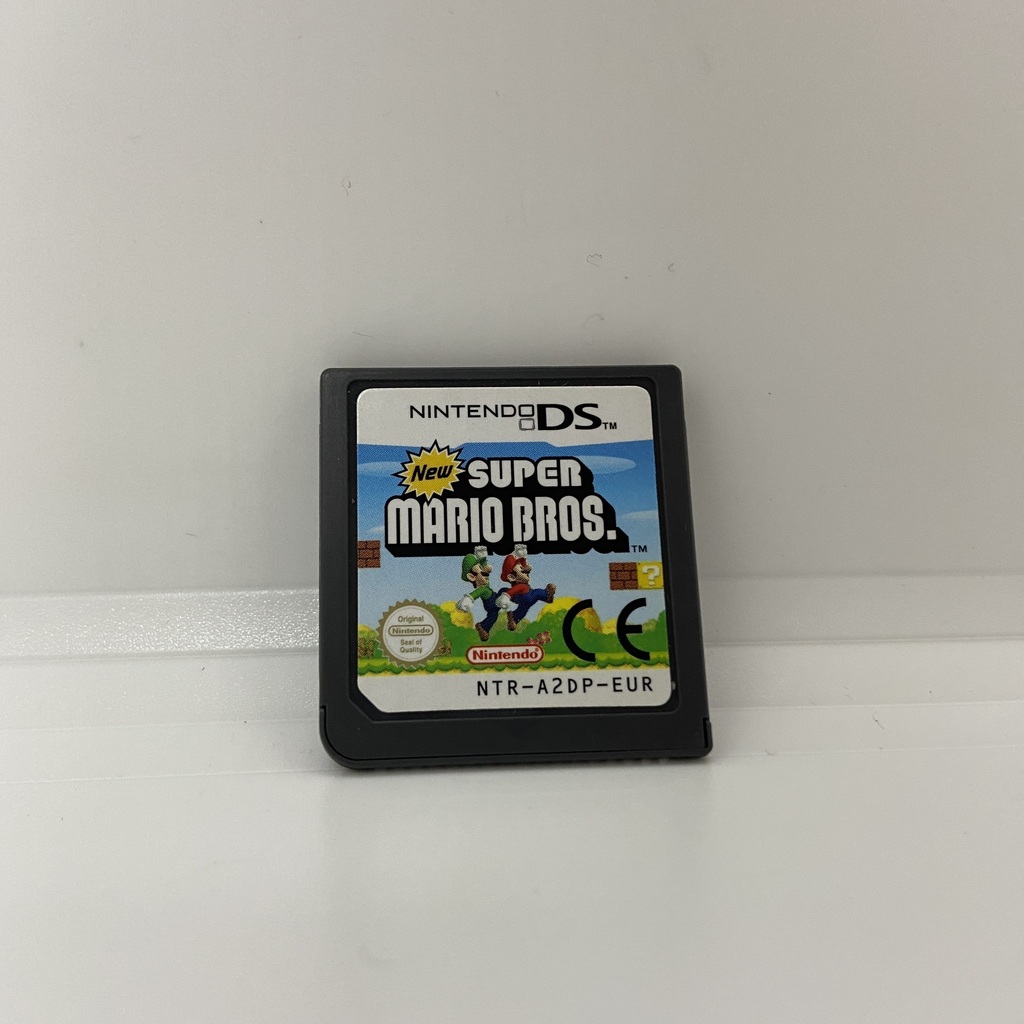 NINTENDO DS™
New SUPER
MARIO BROS.™
?
Original
Nintendo
Seal of
Quality
Nintendo®
CE
NTR-A2DP-EUR